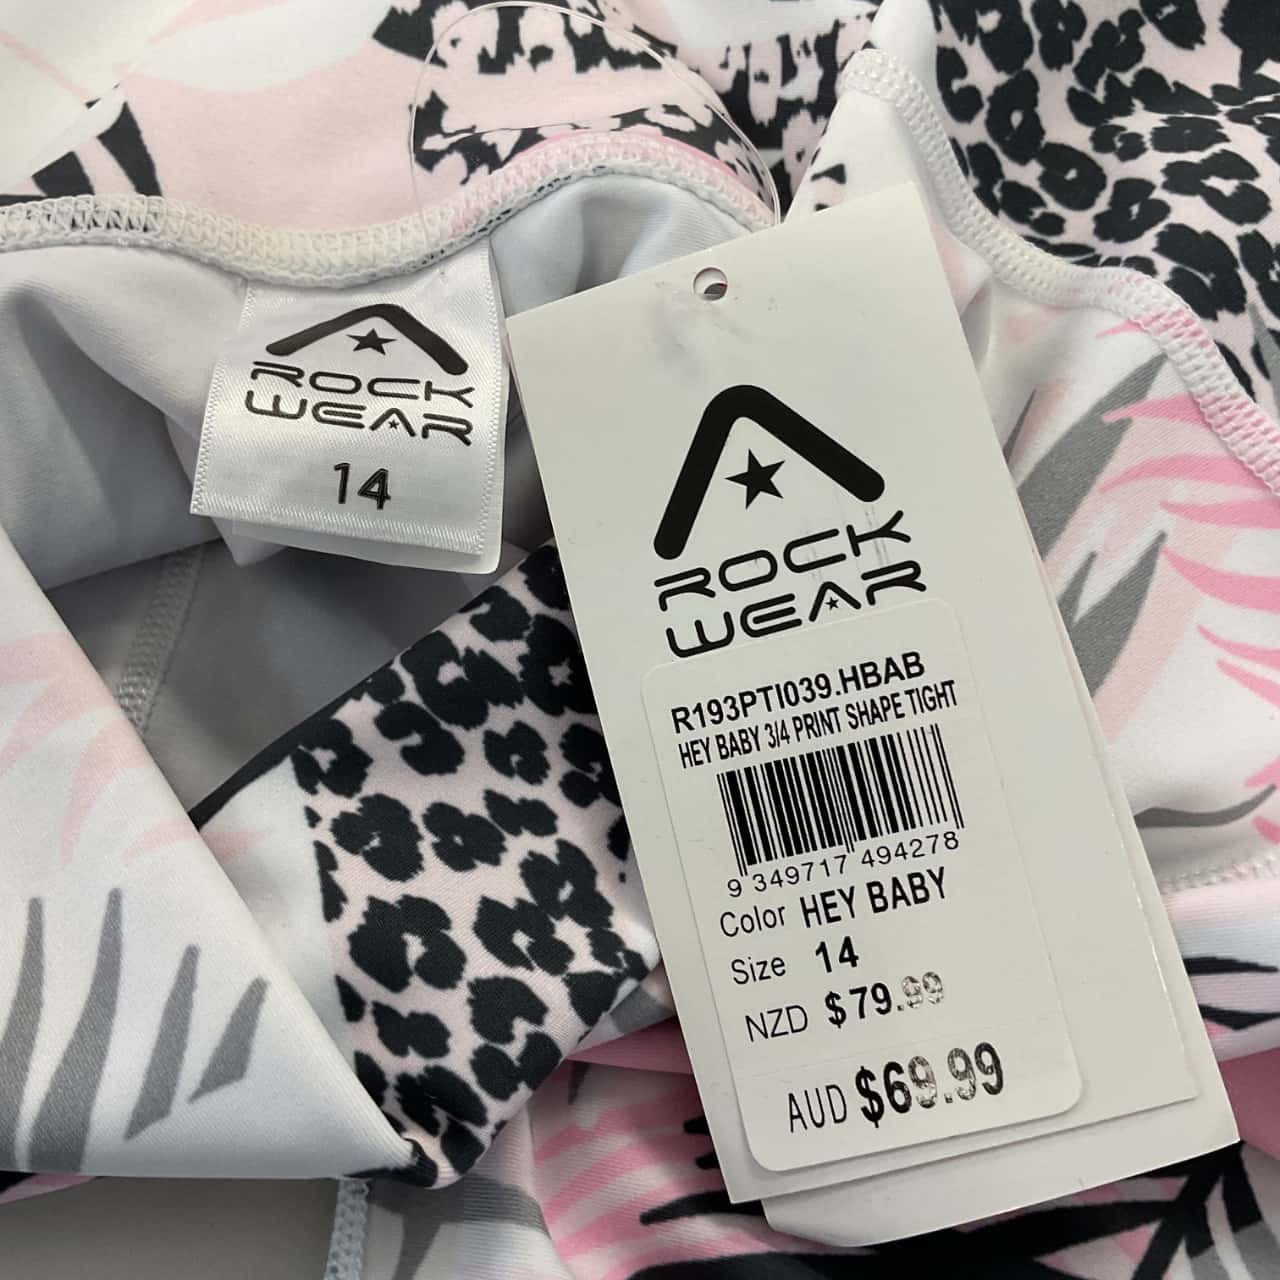 ROCK
WEAR
14
ROCK
WEAR
R193PTI039.HBAB
HEY BABY 3/4 PRINT SHAPE TIGHT
9 349717 494278
Color HEY BABY
Size 14
NZD $79.99
AUD $69.99